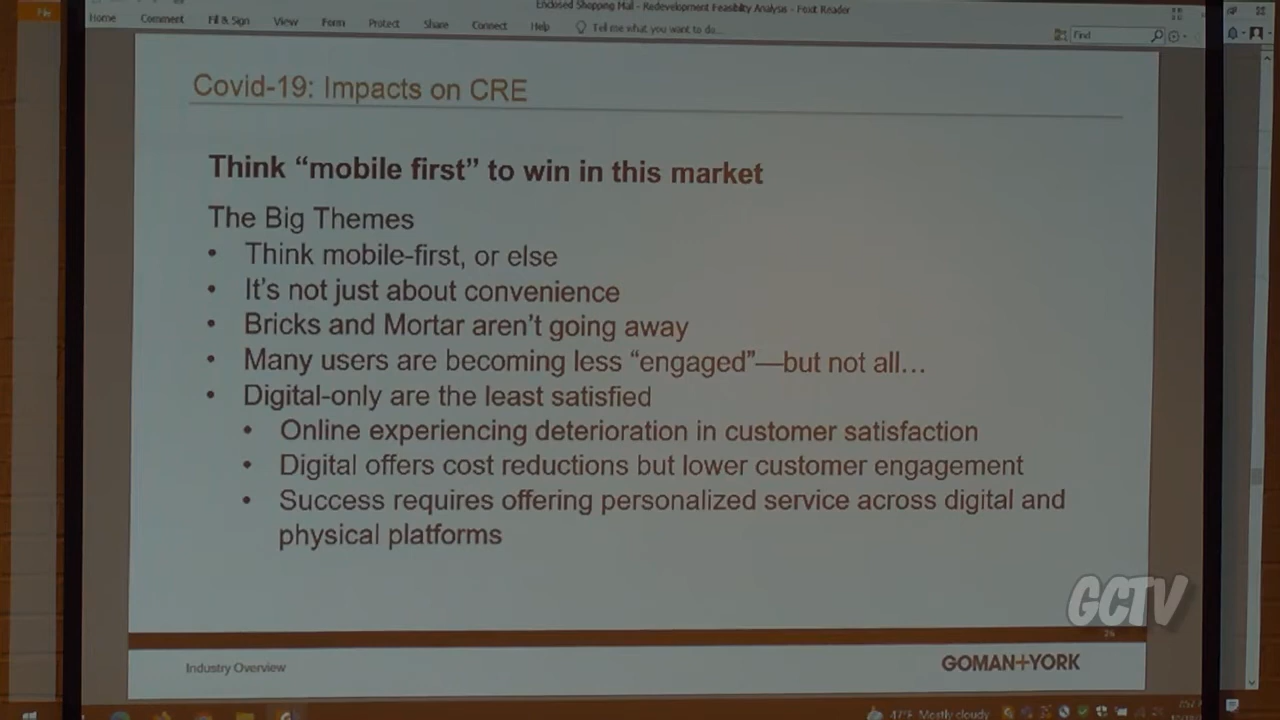 Enclosed Shopping Mall - Redevelopment Feasibility Analysis - Foxit Reader
File
Home Comment Fill & Sign View Form Protect Share Connect Help Tell me what you want to do... Find
Covid-19: Impacts on CRE
Think “mobile first” to win in this market
The Big Themes
• Think mobile-first, or else
• It’s not just about convenience
• Bricks and Mortar aren’t going away
• Many users are becoming less “engaged”—but not all…
• Digital-only are the least satisfied
• Online experiencing deterioration in customer satisfaction
• Digital offers cost reductions but lower customer engagement
• Success requires offering personalized service across digital and
physical platforms
GCTV
26
Industry Overview GOMAN+YORK
47°F Mostly cloudy